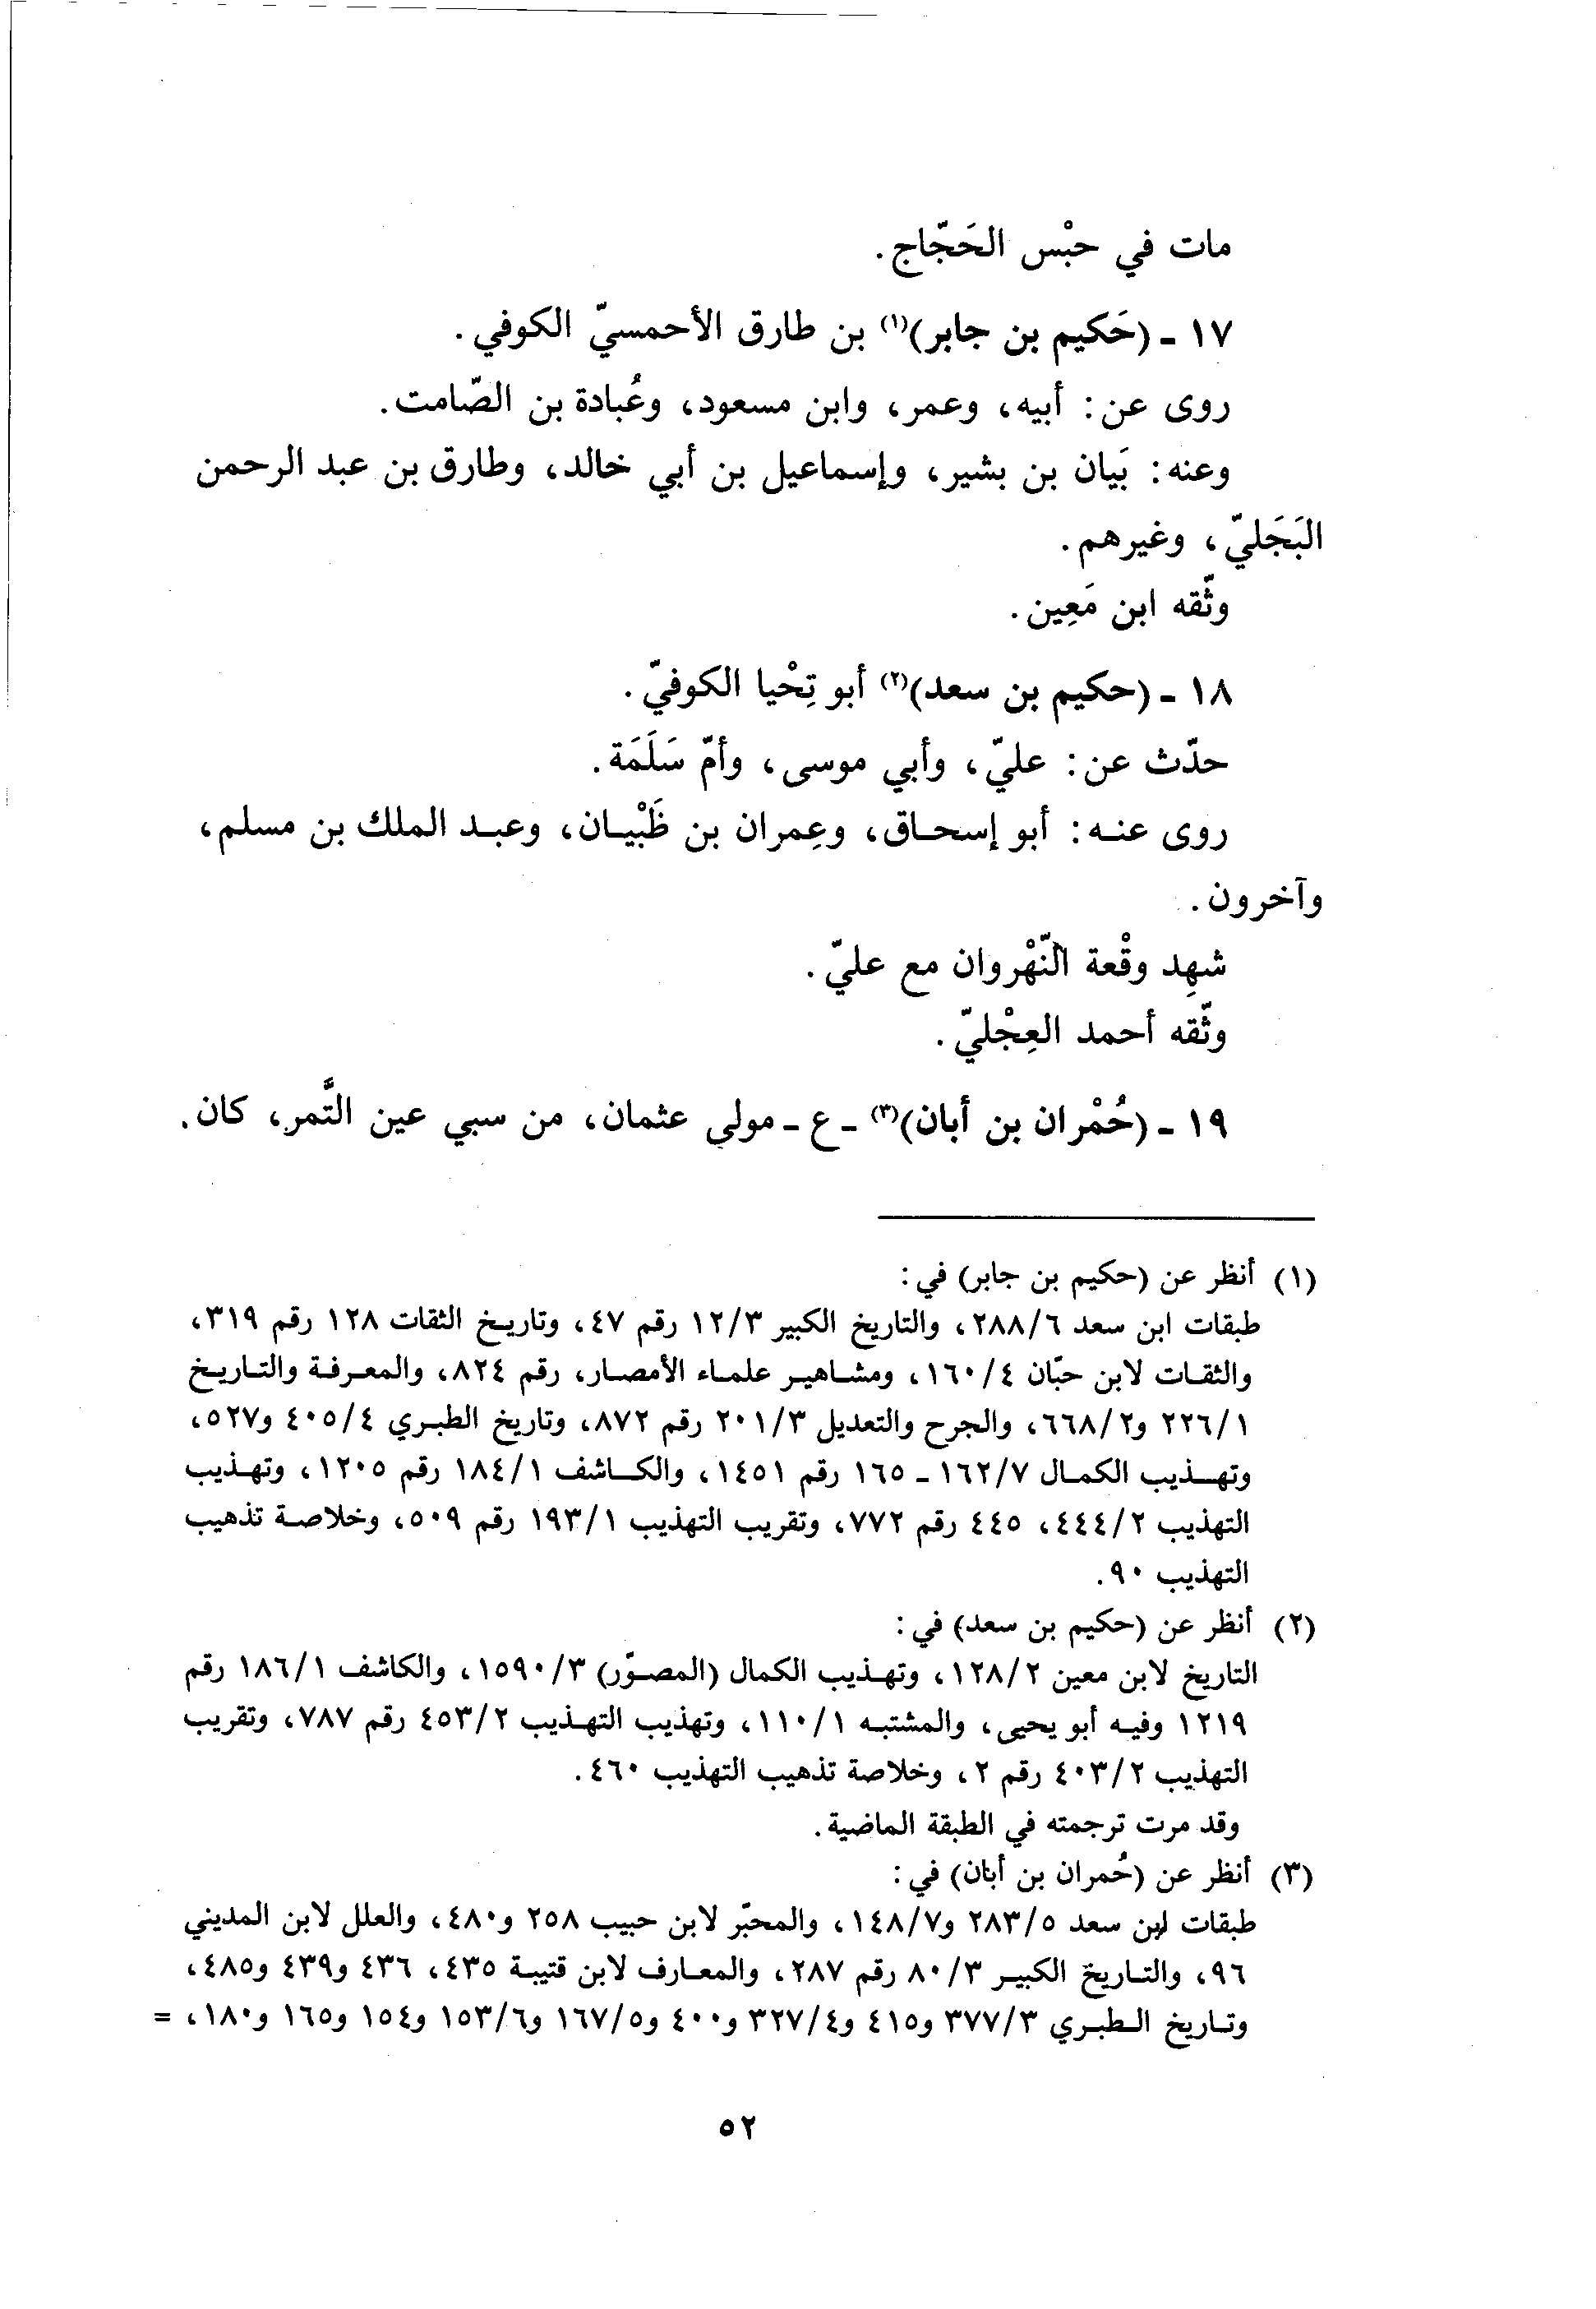 مات في حبْس الحَجّاج.
١٧ - (حَكيم بن جابر)(١) بن طارق الأحمسيّ الكوفي.
روى عن: أبيه، وعمر، وابن مسعود، وعُبادة بن الصّامت.
وعنه: بَيان بن بشير، وإسماعيل بن أبي خالد، وطارق بن عبد الرحمن
البَجَليّ، وغيرهم.
وثّقه ابن مَعِين.
١٨ - (حكيم بن سعد)(٢) أبو تِحْيا الكوفيّ.
حدّث عن: عليّ، وأبي موسى، وأمّ سَلَمَة.
روى عنه: أبو إسحاق، وعِمران بن ظَبْيان، وعبد الملك بن مسلم،
وآخرون.
شهِد وقْعة النّهْروان مع عليّ.
وثّقه أحمد العِجْليّ.
١٩ - (حُمْران بن أبان)(٣) - ع - مولى عثمان، من سبي عين التَّمر، كان.
(١) أنظر عن (حكيم بن جابر) في:
طبقات ابن سعد ٢٨٨/٦، والتاريخ الكبير ١٢/٣ رقم ٤٧، وتاريخ الثقات ١٢٨ رقم ٣١٩،
والثقات لابن حبّان ١٦٠/٤، ومشاهير علماء الأمصار، رقم ٨٢٤، والمعرفة والتاريخ
٢٢٦/١ و٦٦٨/٢، والجرح والتعديل ٢٠١/٣ رقم ٨٧٢، وتاريخ الطبري ٤٠٥/٤ و٥٢٧،
وتهذيب الكمال ١٦٢/٧ - ١٦٥ رقم ١٤٥١، والكاشف ١٨٤/١ رقم ١٢٠٥، وتهذيب
التهذيب ٤٤٤/٢، ٤٤٥ رقم ٧٧٢، وتقريب التهذيب ١٩٣/١ رقم ٥٠٩، وخلاصة تذهيب
التهذيب ٩٠.
(٢) أنظر عن (حكيم بن سعد) في:
التاريخ لابن معين ١٢٨/٢، وتهذيب الكمال (المصوّر) ١٥٩٠/٣، والكاشف ١٨٦/١ رقم
١٢١٩ وفيه أبو يحيى، والمشتبه ١١٠/١، وتهذيب التهذيب ٤٥٣/٢ رقم ٧٨٧، وتقريب
التهذيب ٤٠٣/٢ رقم ٢، وخلاصة تذهيب التهذيب ٤٦٠.
وقد مرت ترجمته في الطبقة الماضية.
(٣) أنظر عن (حُمران بن أبان) في:
طبقات ابن سعد ٢٨٣/٥ و١٤٨/٧، والمحبّر لابن حبيب ٢٥٨ و٤٨٠، والعلل لابن المديني
٩٦، والتاريخ الكبير ٨٠/٣ رقم ٢٨٧، والمعارف لابن قتيبة ٤٣٥، ٤٣٦ و٤٣٩ و٤٨٥،
وتاريخ الطبري ٣٧٧/٣ و٤١٥ و٣٢٧/٤ و٤٠٠ و١٦٧/٥ و١٥٣/٦ و١٥٤ و١٦٥ و١٨٠، =
٥٢